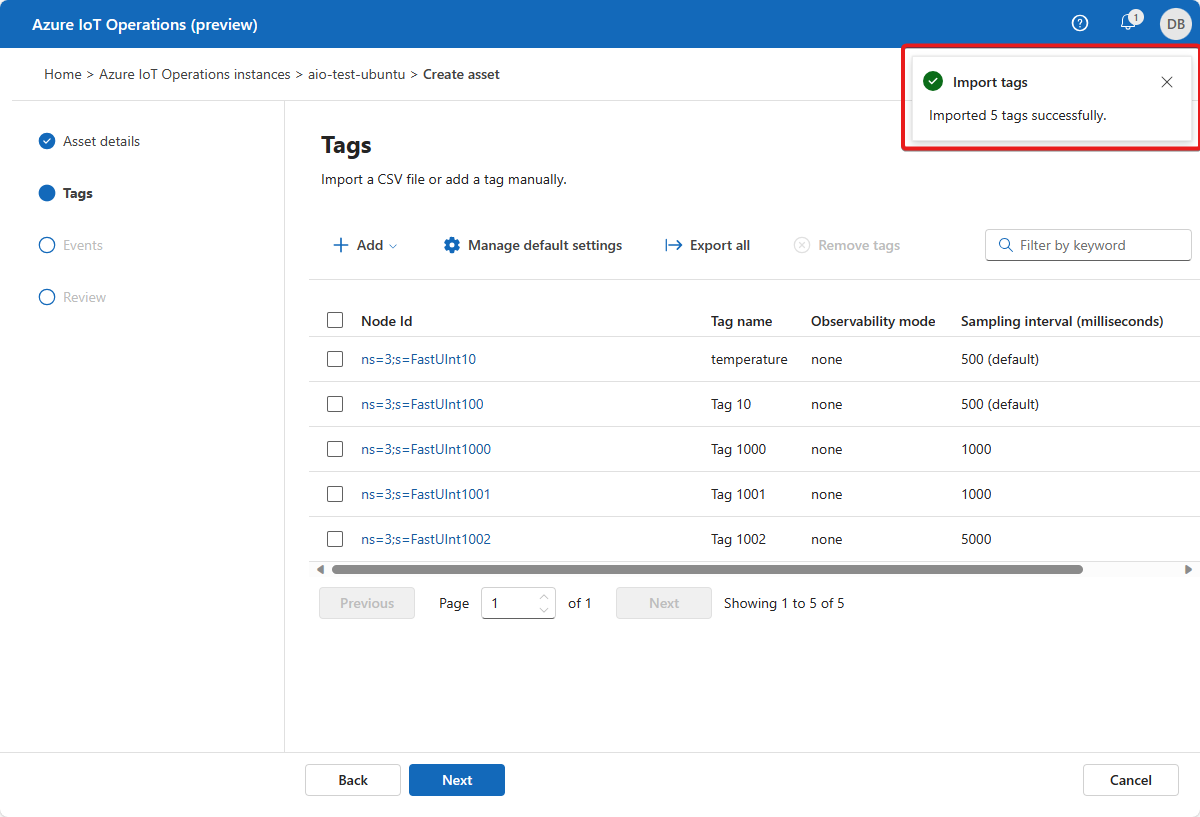 Azure IoT Operations (preview)
1
DB
Home > Azure IoT Operations instances > aio-test-ubuntu > Create asset
Import tags
Imported 5 tags successfully.
Asset details
Tags
Events
Review
Tags
Import a CSV file or add a tag manually.
Add Manage default settings Export all Remove tags Filter by keyword
Node Id Tag name Observability mode Sampling interval (milliseconds)
ns=3;s=FastUInt10 temperature none 500 (default)
ns=3;s=FastUInt100 Tag 10 none 500 (default)
ns=3;s=FastUInt1000 Tag 1000 none 1000
ns=3;s=FastUInt1001 Tag 1001 none 1000
ns=3;s=FastUInt1002 Tag 1002 none 5000
Previous Page 1 of 1 Next Showing 1 to 5 of 5
Back Next Cancel